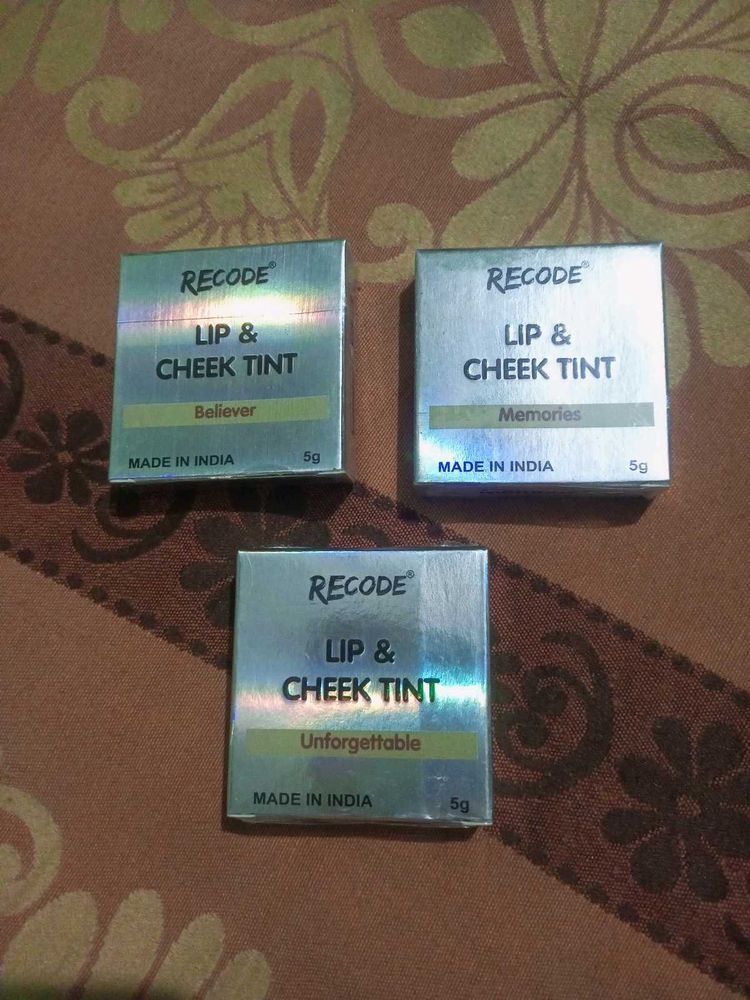 RECODE®
LIP &
CHEEK TINT
Believer
MADE IN INDIA 5g
RECODE®
LIP &
CHEEK TINT
Memories
MADE IN INDIA 5g
RECODE®
LIP &
CHEEK TINT
Unforgettable
MADE IN INDIA 5g